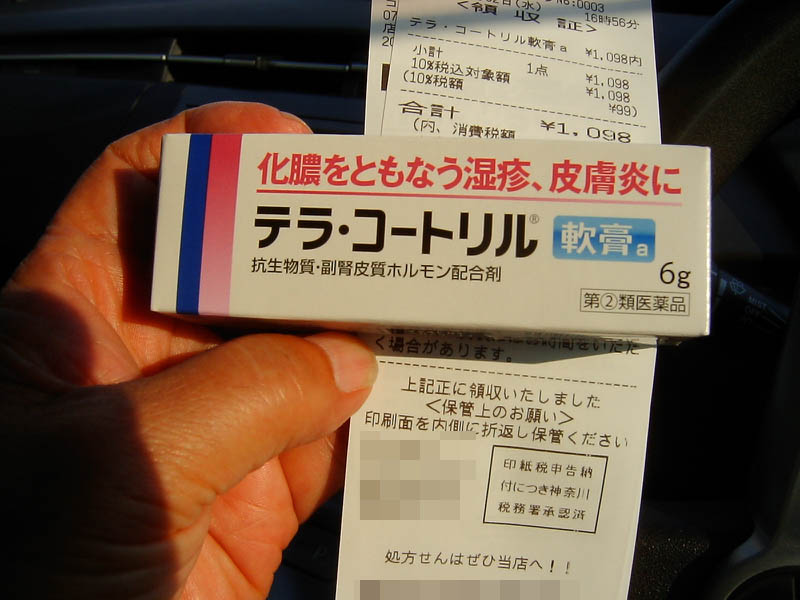 16時56分
<領収証>
テラ・コートリル軟膏a ¥1,098内
小計 1点 ¥1,098
10%税込対象額 ¥1,098
(10%税額 ¥99)
合計 ¥1,098
(内、消費税額
化膿をともなう湿疹、皮膚炎に
テラ・コートリル® 軟膏a
抗生物質・副腎皮質ホルモン配合剤
6g
指②類医薬品
く場合があります。
上記正に領収いたしました
<保管上のお願い>
印刷面を内側に折返し保管ください
印紙税申告納
付につき神奈川
税務署承認済
処方せんはぜひ当店へ!!